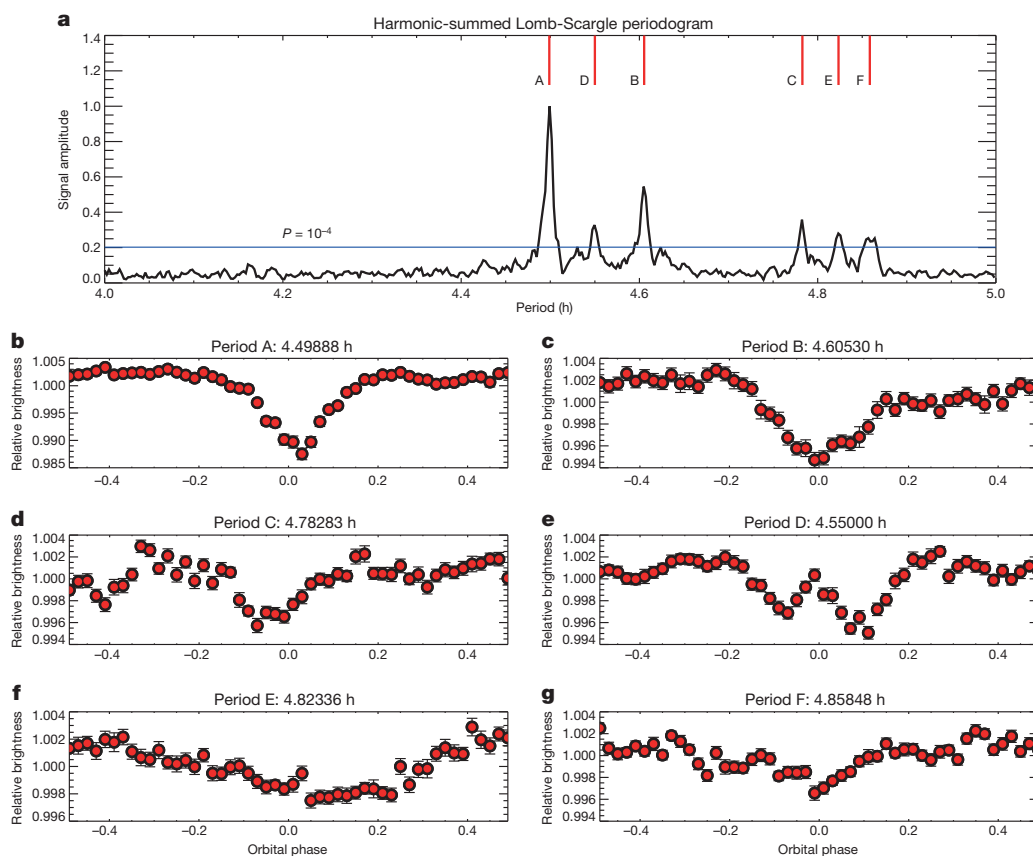 a
Harmonic-summed Lomb-Scargle periodogram
1.4
1.2
1.0
0.8
0.6
0.4
0.2
0.0
Signal amplitude
A
D
B
C
E
F
P = 10⁻⁴
4.0
4.2
4.4
4.6
4.8
5.0
Period (h)
b
Period A: 4.49888 h
1.005
1.000
0.995
0.990
0.985
Relative brightness
−0.4
−0.2
0.0
0.2
0.4
c
Period B: 4.60530 h
1.004
1.002
1.000
0.998
0.996
0.994
Relative brightness
−0.4
−0.2
0.0
0.2
0.4
d
Period C: 4.78283 h
1.004
1.002
1.000
0.998
0.996
0.994
Relative brightness
−0.4
−0.2
0.0
0.2
0.4
e
Period D: 4.55000 h
1.004
1.002
1.000
0.998
0.996
0.994
Relative brightness
−0.4
−0.2
0.0
0.2
0.4
f
Period E: 4.82336 h
1.004
1.002
1.000
0.998
0.996
Relative brightness
−0.4
−0.2
0.0
0.2
0.4
Orbital phase
g
Period F: 4.85848 h
1.004
1.002
1.000
0.998
0.996
0.994
Relative brightness
−0.4
−0.2
0.0
0.2
0.4
Orbital phase